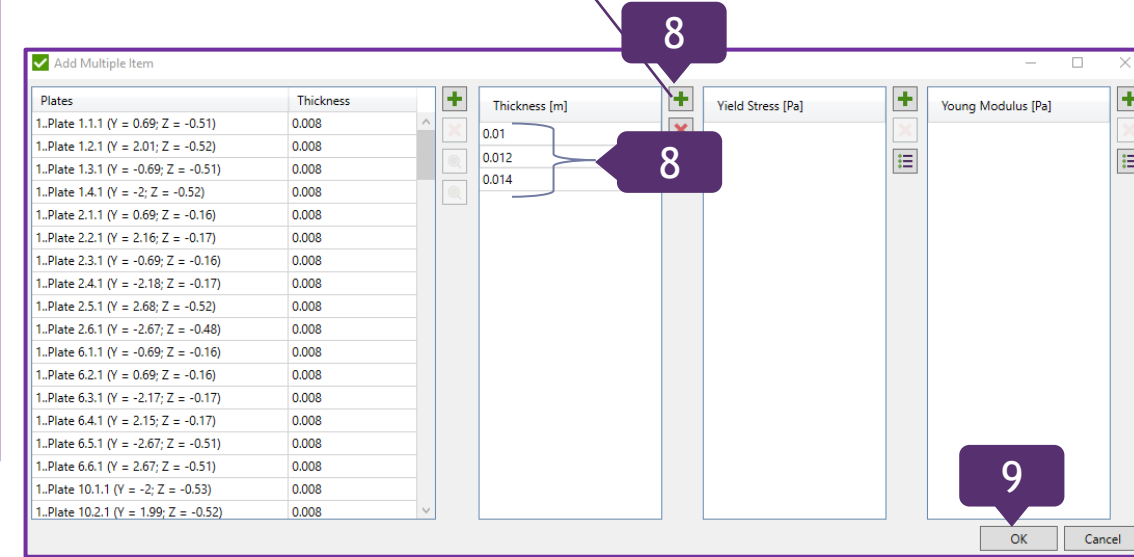 8
Add Multiple Item
Plates Thickness
Thickness [m]
Yield Stress [Pa]
Young Modulus [Pa]
1..Plate 1.1.1 (Y = 0.69; Z = -0.51) 0.008
1..Plate 1.2.1 (Y = 2.01; Z = -0.52) 0.008
1..Plate 1.3.1 (Y = -0.69; Z = -0.51) 0.008
1..Plate 1.4.1 (Y = -2; Z = -0.52) 0.008
1..Plate 2.1.1 (Y = 0.69; Z = -0.16) 0.008
1..Plate 2.2.1 (Y = 2.16; Z = -0.17) 0.008
1..Plate 2.3.1 (Y = -0.69; Z = -0.16) 0.008
1..Plate 2.4.1 (Y = -2.18; Z = -0.17) 0.008
1..Plate 2.5.1 (Y = 2.68; Z = -0.52) 0.008
1..Plate 2.6.1 (Y = -2.67; Z = -0.48) 0.008
1..Plate 6.1.1 (Y = -0.69; Z = -0.16) 0.008
1..Plate 6.2.1 (Y = 0.69; Z = -0.16) 0.008
1..Plate 6.3.1 (Y = -2.17; Z = -0.17) 0.008
1..Plate 6.4.1 (Y = 2.15; Z = -0.17) 0.008
1..Plate 6.5.1 (Y = -2.67; Z = -0.51) 0.008
1..Plate 6.6.1 (Y = 2.67; Z = -0.51) 0.008
1..Plate 10.1.1 (Y = -2; Z = -0.53) 0.008
1..Plate 10.2.1 (Y = 1.99; Z = -0.52) 0.008
0.01
0.012
0.014
8
9
OK
Cancel